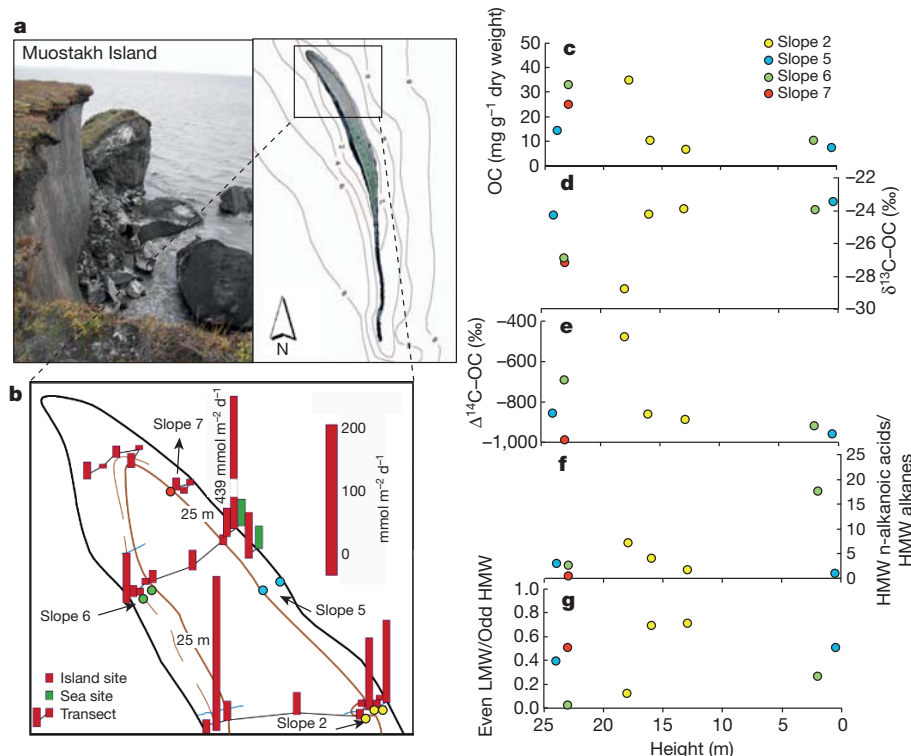 a
Muostakh Island
N
b
Slope 7
439 mmol m⁻² d⁻¹
200
100
0
mmol m⁻² d⁻¹
25 m
Slope 6
Slope 5
25 m
Island site
Sea site
Transect
Slope 2
c
Slope 2
Slope 5
Slope 6
Slope 7
OC (mg g⁻¹ dry weight)
50
40
30
20
10
0
d
−22
−24
−26
−28
−30
δ¹³C–OC (‰)
e
−400
−600
−800
−1,000
Δ¹⁴C–OC (‰)
f
25
20
15
10
5
0
HMW n-alkanoic acids/
HMW alkanes
g
1.0
0.8
0.6
0.4
0.2
0.0
Even LMW/Odd HMW
25 20 15 10 5 0
Height (m)